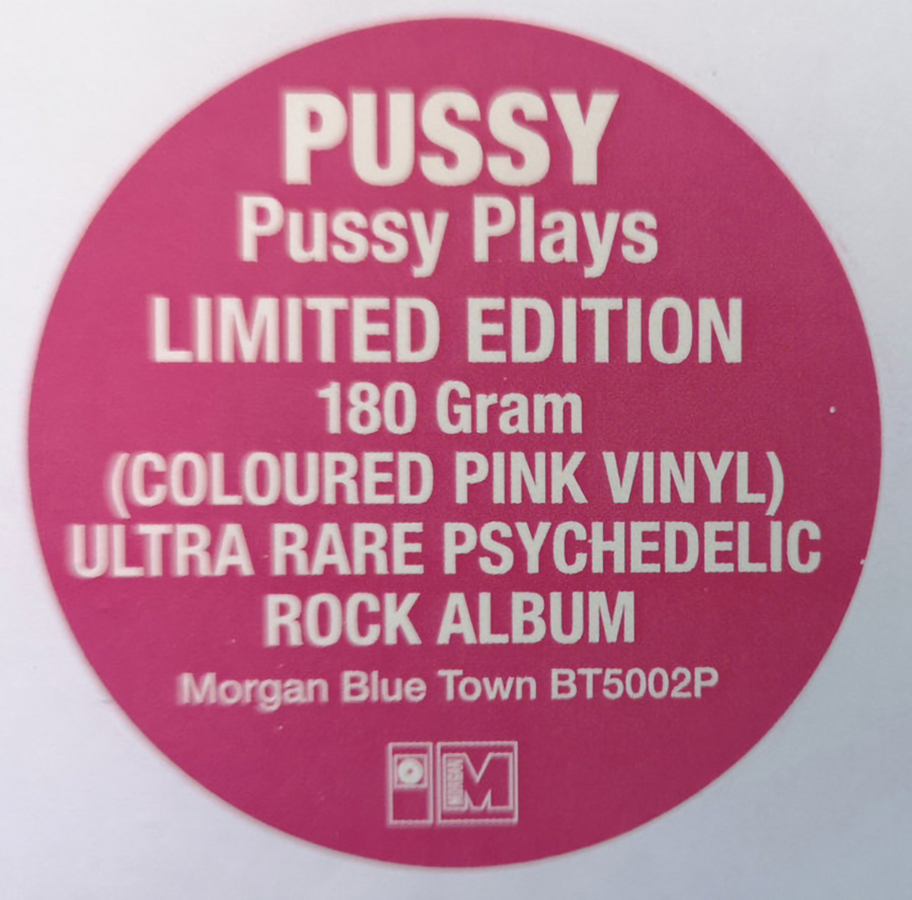 PUSSY
Pussy Plays
LIMITED EDITION
180 Gram
(COLOURED PINK VINYL)
ULTRA RARE PSYCHEDELIC
ROCK ALBUM
Morgan Blue Town BT5002P
MORGAN M